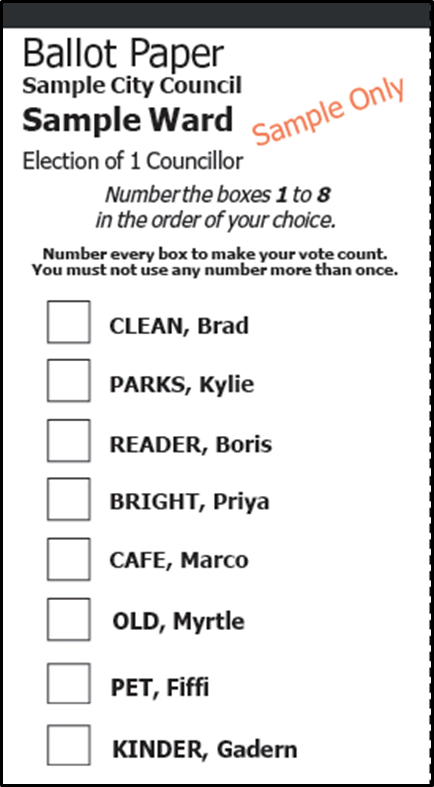 Ballot Paper
Sample City Council
Sample Ward
Sample Only
Election of 1 Councillor
Number the boxes 1 to 8
in the order of your choice.
Number every box to make your vote count.
You must not use any number more than once.
CLEAN, Brad
PARKS, Kylie
READER, Boris
BRIGHT, Priya
CAFE, Marco
OLD, Myrtle
PET, Fiffi
KINDER, Gadern